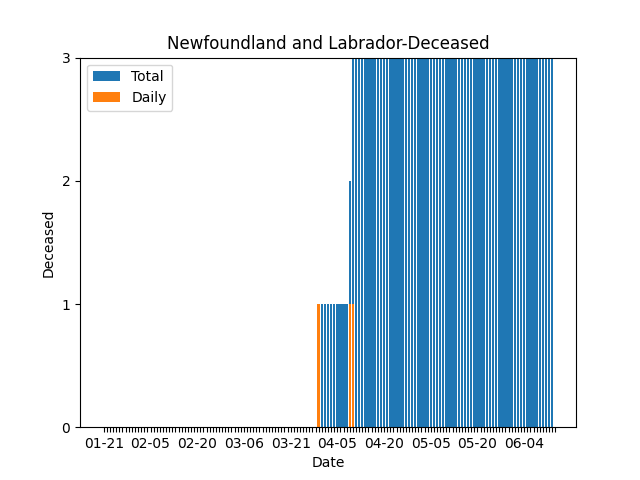 Newfoundland and Labrador-Deceased
Total
Daily
3
2
1
0
Deceased
01-21 02-05 02-20 03-06 03-21 04-05 04-20 05-05 05-20 06-04
Date